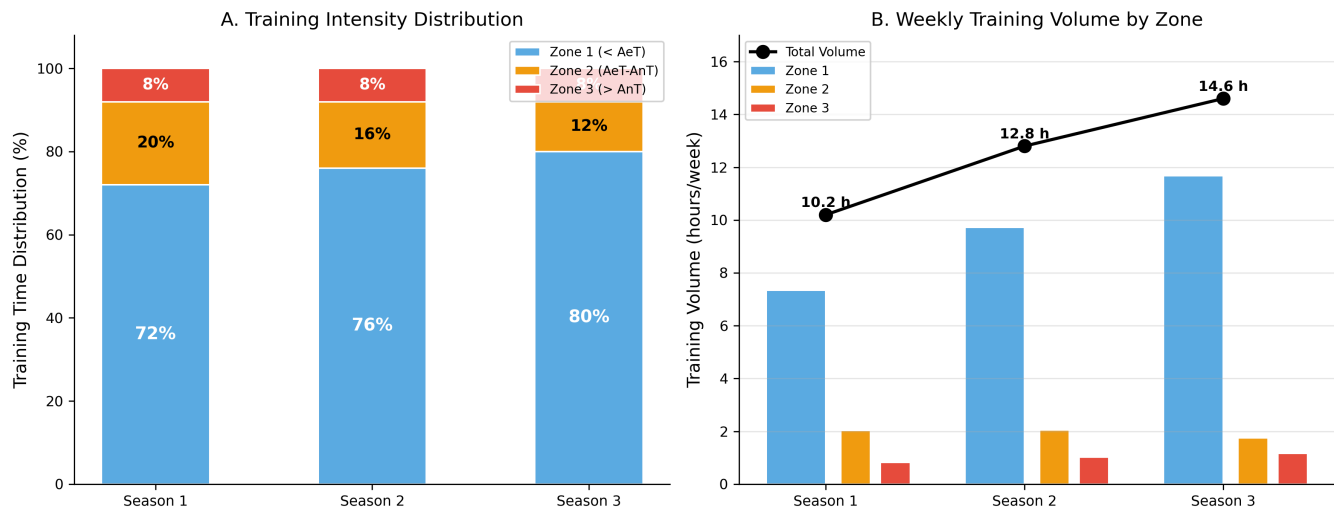 A. Training Intensity Distribution
Training Time Distribution (%)
100
80
60
40
20
0
Zone 1 (< AeT)
Zone 2 (AeT-AnT)
Zone 3 (> AnT)
8%
8%
8%
20%
16%
12%
72%
76%
80%
Season 1
Season 2
Season 3
B. Weekly Training Volume by Zone
Training Volume (hours/week)
16
14
12
10
8
6
4
2
0
Total Volume
Zone 1
Zone 2
Zone 3
10.2 h
12.8 h
14.6 h
Season 1
Season 2
Season 3